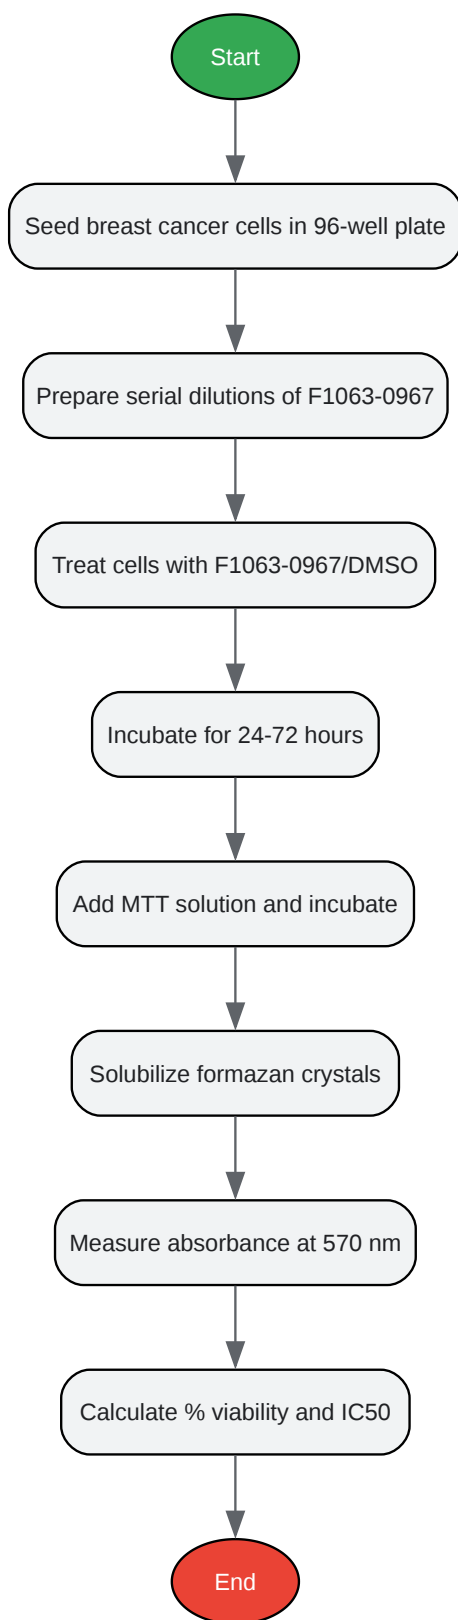 Start
Seed breast cancer cells in 96-well plate
Prepare serial dilutions of F1063-0967
Treat cells with F1063-0967/DMSO
Incubate for 24-72 hours
Add MTT solution and incubate
Solubilize formazan crystals
Measure absorbance at 570 nm
Calculate % viability and IC50
End